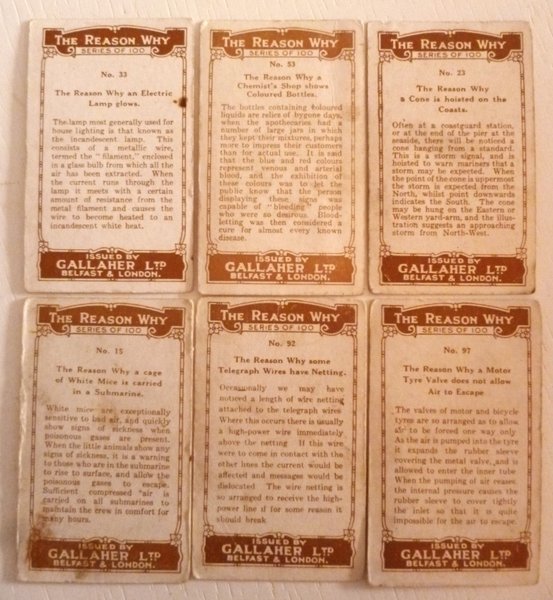 THE REASON WHY
SERIES OF 100
No. 33
The Reason Why an Electric
Lamp glows.
The lamp most generally used for
house lighting is that known as
the incandescent lamp. This
consists of a metallic wire,
termed the "filament," enclosed
in a glass bulb from which all the
air has been extracted. When
the current runs through the
lamp it meets with a certain
amount of resistance from the
metal filament and causes the
wire to become heated to an
incandescent white heat.
ISSUED BY
GALLAHER LTD
BELFAST & LONDON.
THE REASON WHY
SERIES OF 100
No. 53
The Reason Why a
Chemist's Shop shows
Coloured Bottles.
The bottles containing coloured
liquids are relics of bygone days,
when the apothecaries had a
number of large jars in which
they kept their mixtures, perhaps
more to impress their customers
than for actual use. It is said
that the blue and red colours
represent venous and arterial
blood, and the exhibition of
these colours was to let the
public know that the person
displaying these signs was
capable of "bleeding" people
who were so desirous. Blood-
letting was then considered a
cure for almost every known
disease.
ISSUED BY
GALLAHER LTD
BELFAST & LONDON.
THE REASON WHY
SERIES OF 100
No. 23
The Reason Why
a Cone is hoisted on the
Coasts.
Often at a coastguard station,
or at the end of the pier at the
seaside, there will be noticed a
cone hanging from a standard.
This is a storm signal, and is
hoisted to warn mariners that a
storm may be expected. When
the point of the cone is uppermost
the storm is expected from the
North, whilst point downwards
indicates the South. The cone
may be hung on the Eastern or
Western yard-arm, and the illus-
tration suggests an approaching
storm from North-West.
ISSUED BY
GALLAHER LTD
BELFAST & LONDON.
THE REASON WHY
SERIES OF 100
No. 15
The Reason Why a cage
of White Mice is carried
in a Submarine.
White mice are exceptionally
sensitive to bad air, and quickly
show signs of sickness when
poisonous gases are present.
When the little animals show any
signs of sickness, it is a warning
to those who are in the submarine
to rise to surface, and allow the
poisonous gases to escape.
Sufficient compressed air is
carried on all submarines to
maintain the crew in comfort for
many hours.
ISSUED BY
GALLAHER LTD
BELFAST & LONDON.
THE REASON WHY
SERIES OF 100
No. 92
The Reason Why some
Telegraph Wires have Netting.
Occasionally we may have
noticed a length of wire netting
attached to the telegraph wires
Where this occurs there is usually
a high-power wire immediately
above the netting If this wire
were to come in contact with the
other lines the current would be
affected and messages would be
dislocated The wire netting is
so arranged to receive the high-
power line if for some reason it
should break
ISSUED BY
GALLAHER LTD
BELFAST & LONDON.
THE REASON WHY
SERIES OF 100
No. 97
The Reason Why a Motor
Tyre Valve does not allow
Air to Escape
The valves of motor and bicycle
tyres are so arranged as to allow
air to be forced one way only
As the air is pumped into the tyre
it expands the rubber sleeve
covering the metal valve, and is
allowed to enter the inner tube
When the pumping of air ceases
the internal pressure causes the
rubber sleeve to cover tightly
the inlet so that it is quite
impossible for the air to escape.
ISSUED BY
GALLAHER LTD
BELFAST & LONDON.